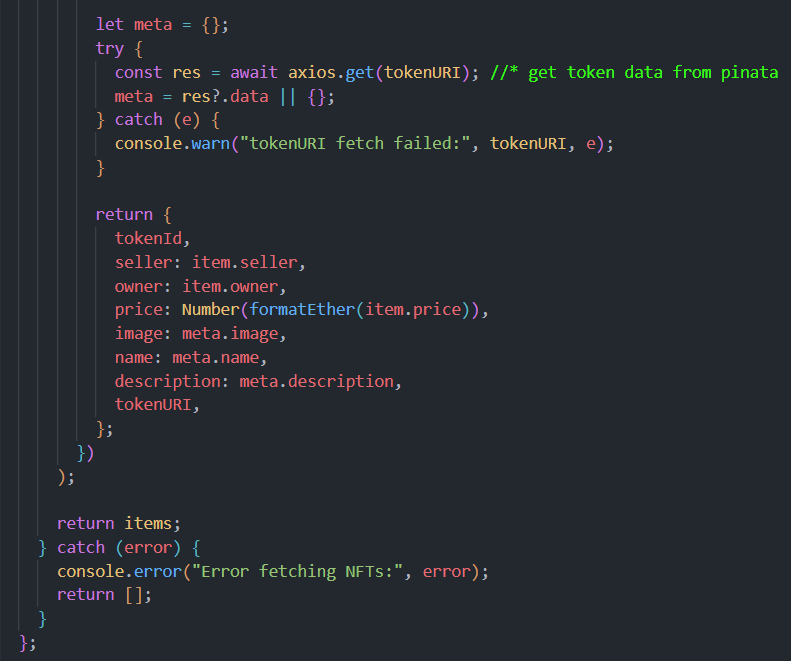 let meta = {};
try {
const res = await axios.get(tokenURI); //* get token data from pinata
meta = res?.data || {};
} catch (e) {
console.warn("tokenURI fetch failed:", tokenURI, e);
}
return {
tokenId,
seller: item.seller,
owner: item.owner,
price: Number(formatEther(item.price)),
image: meta.image,
name: meta.name,
description: meta.description,
tokenURI,
};
})
);
return items;
} catch (error) {
console.error("Error fetching NFTs:", error);
return [];
}
};